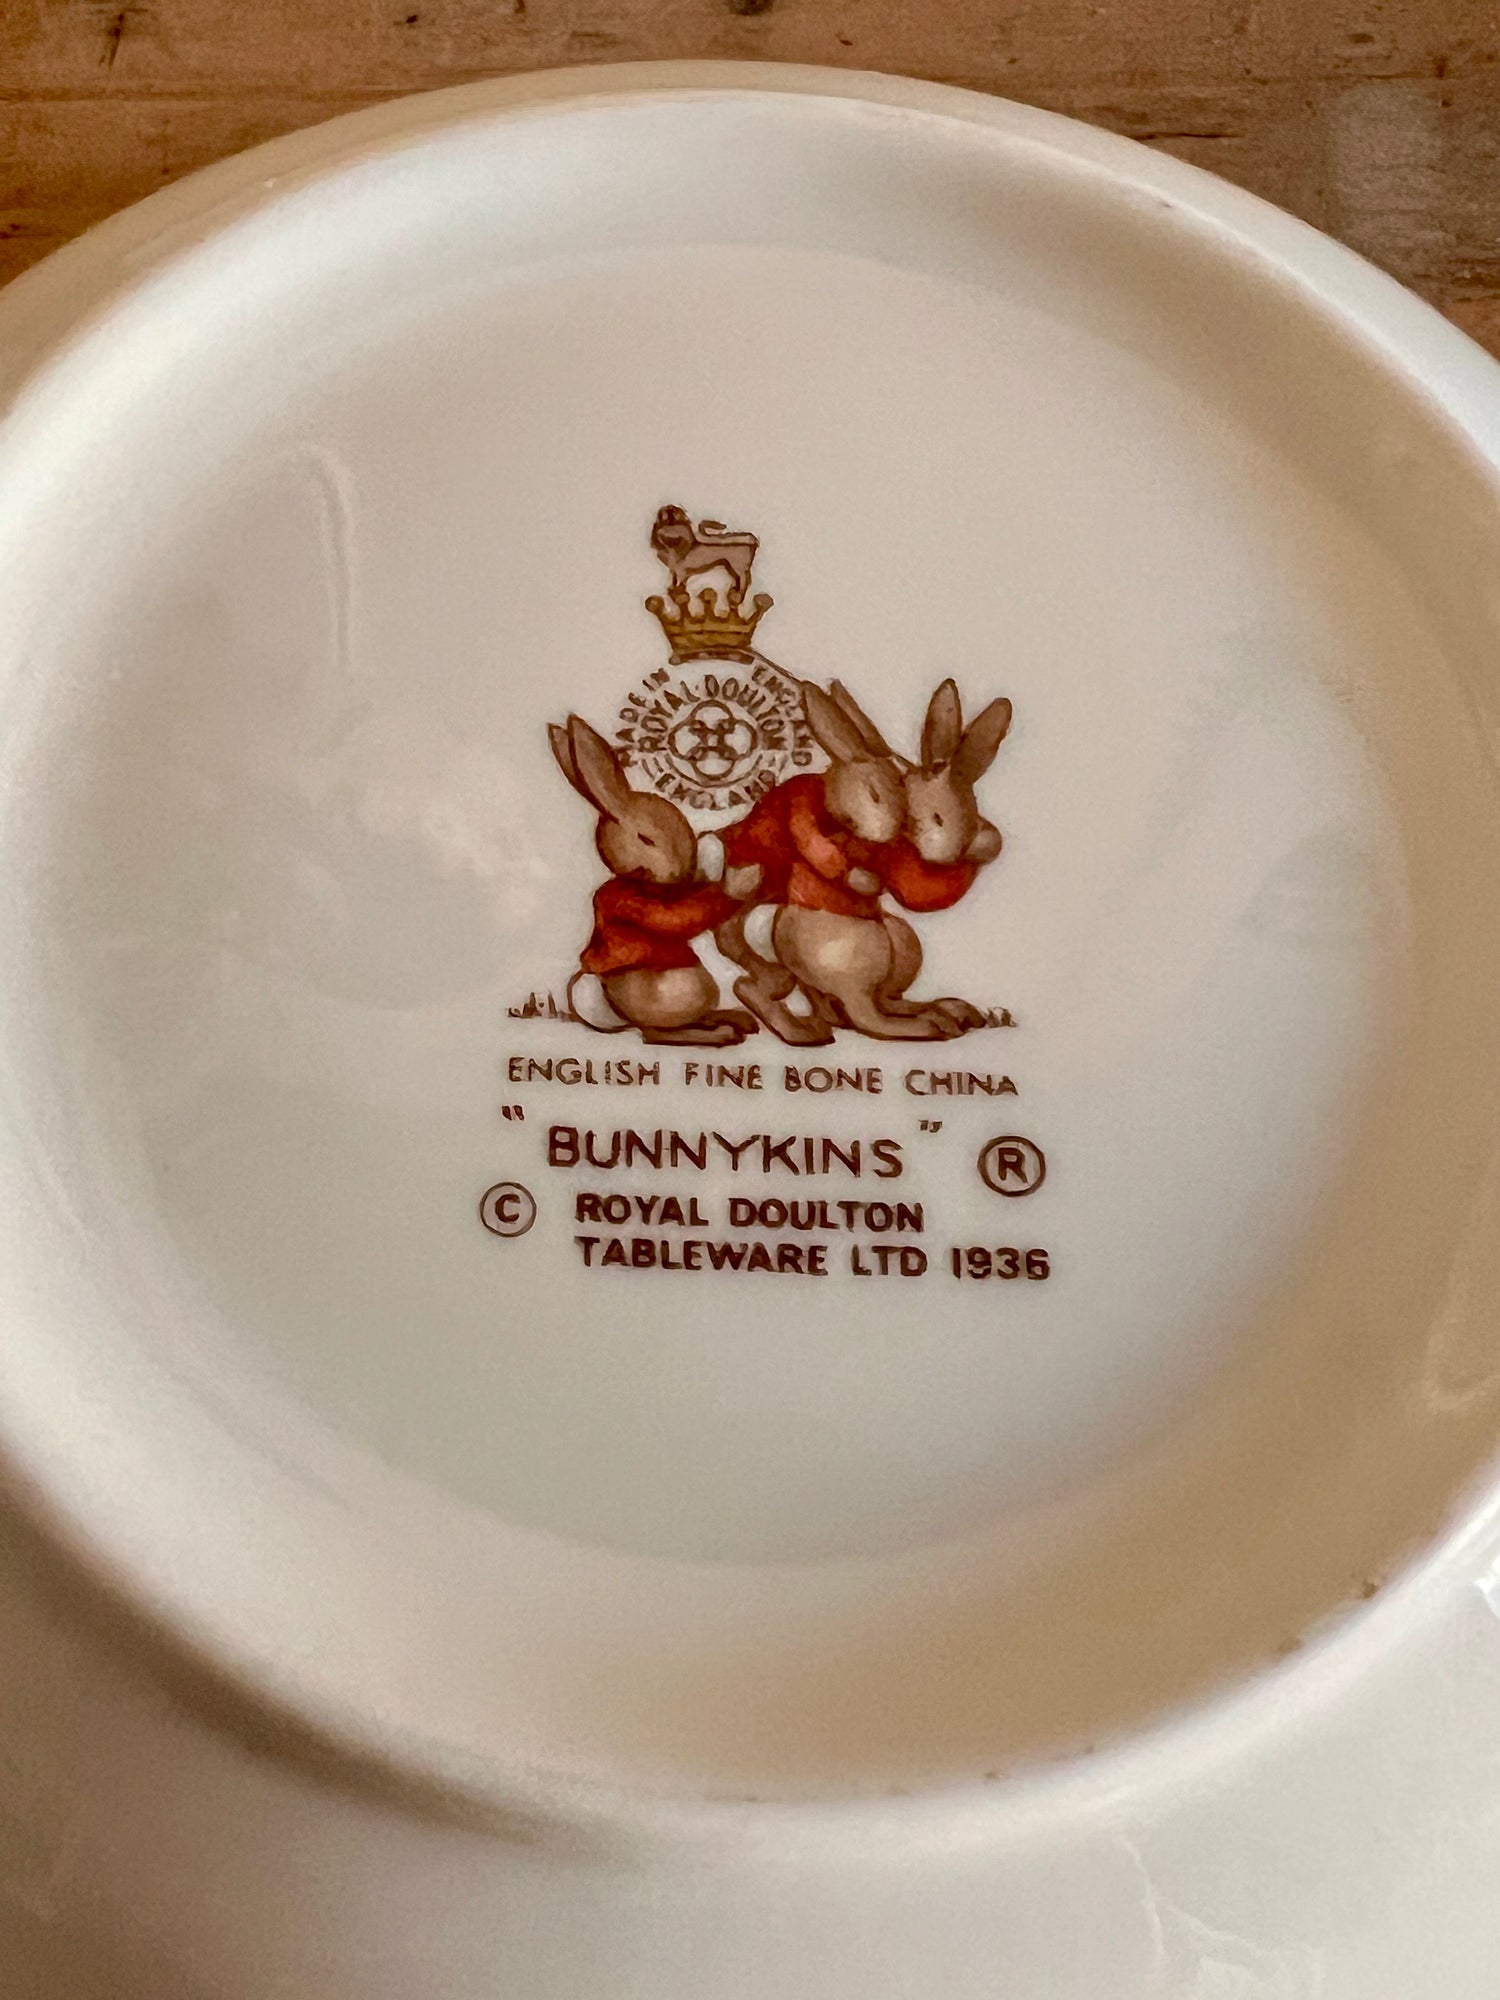 MADE IN ENGLAND
ROYAL·DOULTON
ENGLAND
ENGLISH FINE BONE CHINA
"BUNNYKINS" ®
© ROYAL DOULTON
TABLEWARE LTD 1936